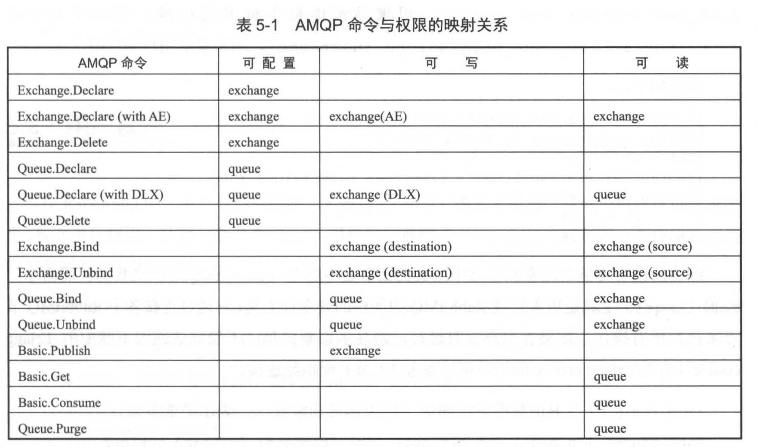 表 5-1 AMQP 命令与权限的映射关系
AMQP 命令 可 配 置 可 写 可 读
Exchange.Declare exchange
Exchange.Declare (with AE) exchange exchange(AE) exchange
Exchange.Delete exchange
Queue.Declare queue
Queue.Declare (with DLX) queue exchange (DLX) queue
Queue.Delete queue
Exchange.Bind exchange (destination) exchange (source)
Exchange.Unbind exchange (destination) exchange (source)
Queue.Bind queue exchange
Queue.Unbind queue exchange
Basic.Publish exchange
Basic.Get queue
Basic.Consume queue
Queue.Purge queue